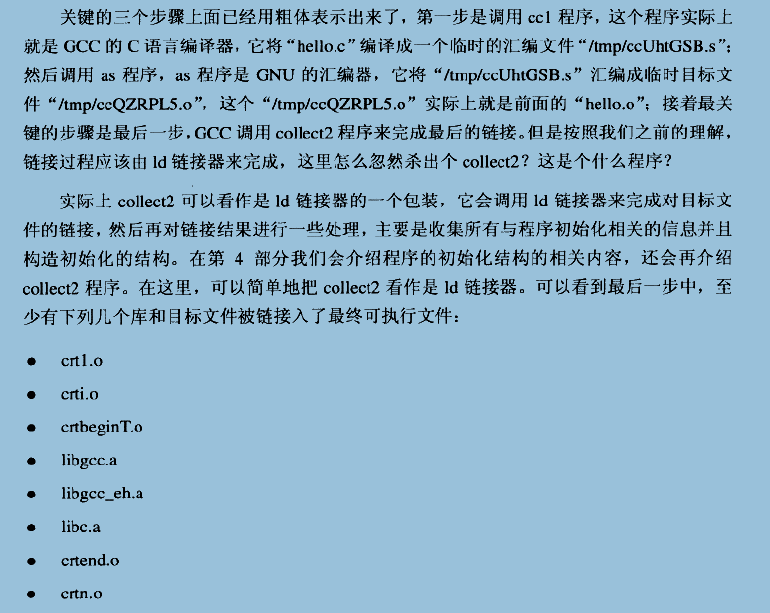 关键的三个步骤上面已经用粗体表示出来了，第一步是调用 cc1 程序，这个程序实际上
就是 GCC 的 C 语言编译器，它将“hello.c”编译成一个临时的汇编文件“/tmp/ccUhtGSB.s”；
然后调用 as 程序，as 程序是 GNU 的汇编器，它将“/tmp/ccUhtGSB.s”汇编成临时目标文
件“/tmp/ccQZRPL5.o”，这个“/tmp/ccQZRPL5.o”实际上就是前面的“hello.o”；接着最关
键的步骤是最后一步，GCC 调用 collect2 程序来完成最后的链接。但是按照我们之前的理解，
链接过程应该由 ld 链接器来完成，这里怎么忽然杀出个 collect2？这是个什么程序？
实际上 collect2 可以看作是 ld 链接器的一个包装，它会调用 ld 链接器来完成对目标文
件的链接，然后再对链接结果进行一些处理，主要是收集所有与程序初始化相关的信息并且
构造初始化的结构。在第 4 部分我们会介绍程序的初始化结构的相关内容，还会再介绍
collect2 程序。在这里，可以简单地把 collect2 看作是 ld 链接器。可以看到最后一步中，至
少有下列几个库和目标文件被链接入了最终可执行文件：
● crt1.o
● crti.o
● crtbeginT.o
● libgcc.a
● libgcc_eh.a
● libc.a
● crtend.o
● crtn.o